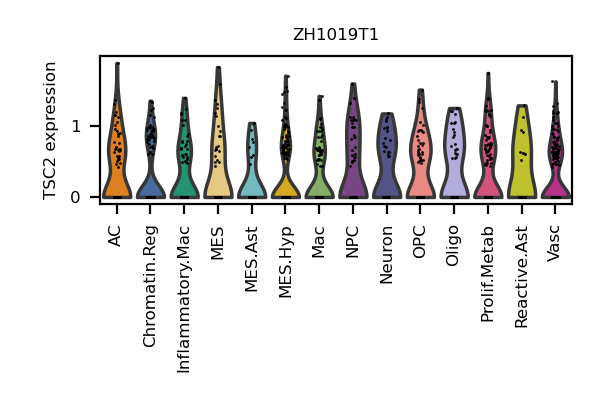 ZH1019T1
TSC2 expression
1
0
AC
Chromatin.Reg
Inflammatory.Mac
MES
MES.Ast
MES.Hyp
Mac
NPC
Neuron
OPC
Oligo
Prolif.Metab
Reactive.Ast
Vasc